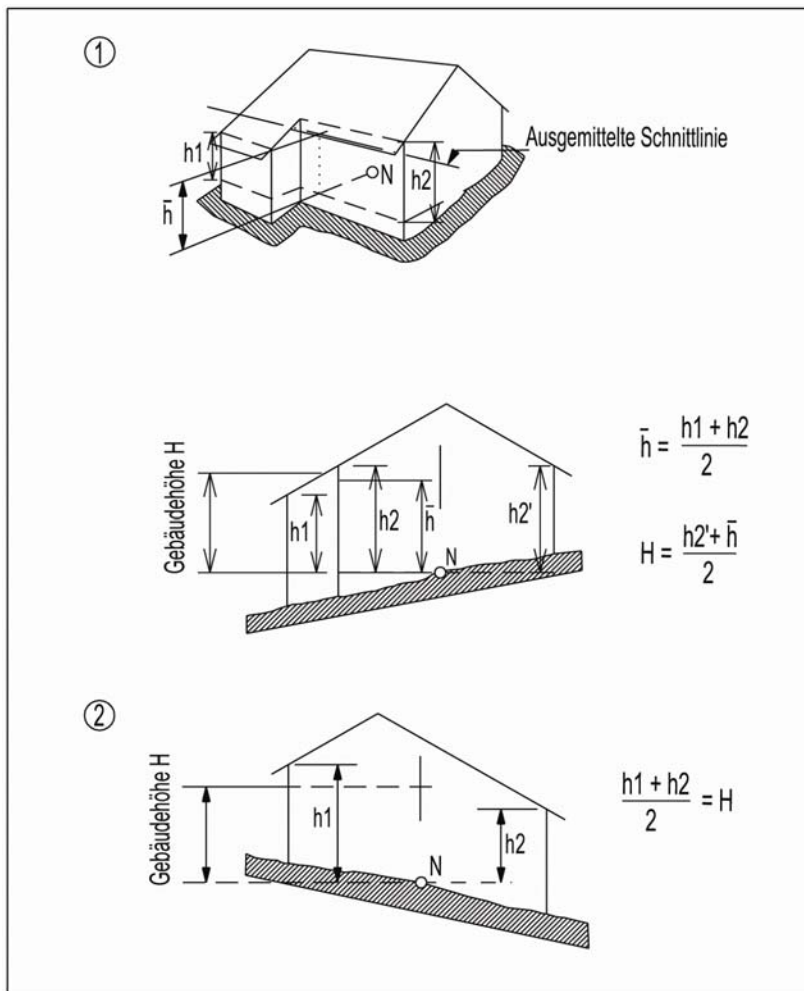 ①
h1
h̄
N
h2
Ausgemittelte Schnittlinie
Gebäudehöhe H
h1
h2
h̄
N
h2'
h̄ = (h1 + h2) / 2
H = (h2' + h̄) / 2
②
Gebäudehöhe H
h1
N
h2
(h1 + h2) / 2 = H